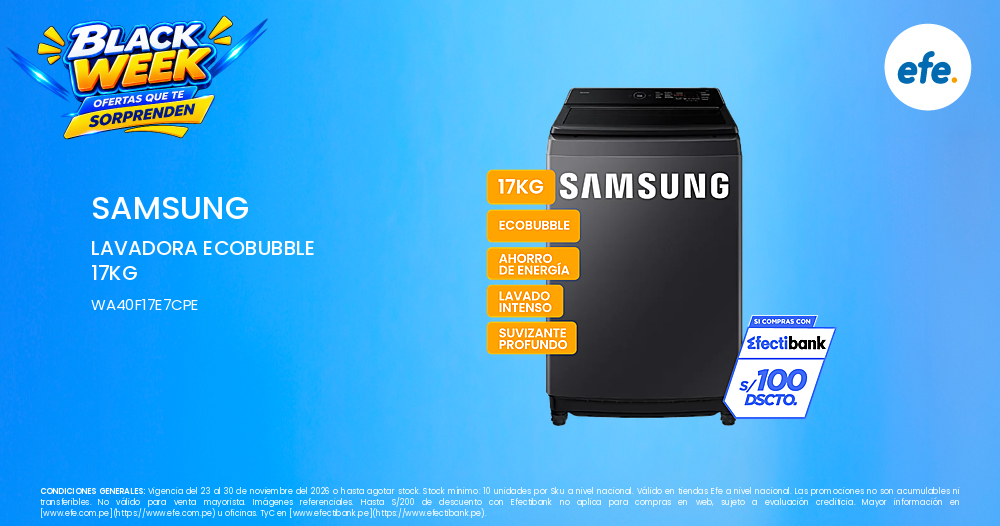 BLACK
WEEK
OFERTAS QUE TE
SORPRENDEN
efe.
SAMSUNG
LAVADORA ECOBUBBLE
17KG
WA40F17E7CPE
17KG
SAMSUNG
ECOBUBBLE
AHORRO
DE ENERGÍA
LAVADO
INTENSO
SUVIZANTE
PROFUNDO
SI COMPRAS CON
Efectibank
S/100
DSCTO.
CONDICIONES GENERALES: Vigencia del 23 al 30 de noviembre del 2026 o hasta agotar stock. Stock mínimo: 10 unidades por Sku a nivel nacional. Válido en tiendas Efe a nivel nacional. Las promociones no son acumulables ni
transferibles. No válido para venta mayorista. Imágenes referenciales. Hasta S/200 de descuento con Efectibank no aplica para compras en web, sujeto a evaluación crediticia. Mayor información en
[www.efe.com.pe](https://www.efe.com.pe) u oficinas. TyC en [www.efectibank.pe](https://www.efectibank.pe).